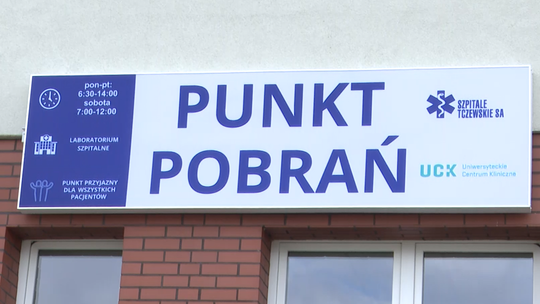 pon-pt:
6:30-14:00
sobota
7:00-12:00
LABORATORIUM
SZPITALNE
PUNKT PRZYJAZNY
DLA WSZYSTKICH
PACJENTÓW
PUNKT
POBRAŃ
SZPITALE
TCZEWSKIE SA
UCK
Uniwersyteckie
Centrum Kliniczne